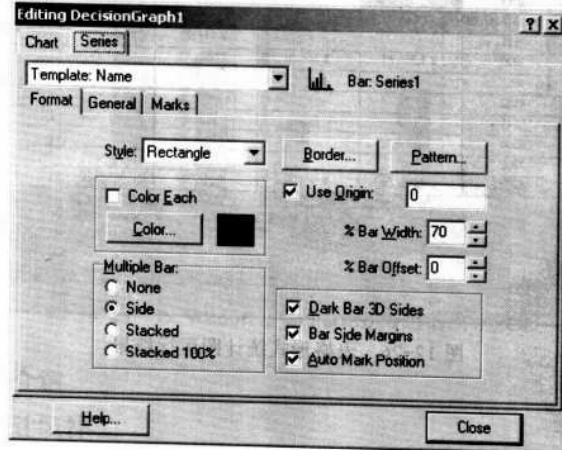 Editing DecisionGraph1
? X
Chart Series
Template: Name
Bar: Series1
Format General Marks
Style: Rectangle
Border...
Pattern...
Color Each
Color...
Use Origin: 0
% Bar Width: 70
% Bar Offset: 0
Multiple Bar:
None
Side
Stacked
Stacked 100%
Dark Bar 3D Sides
Bar Side Margins
Auto Mark Position
Help...
Close